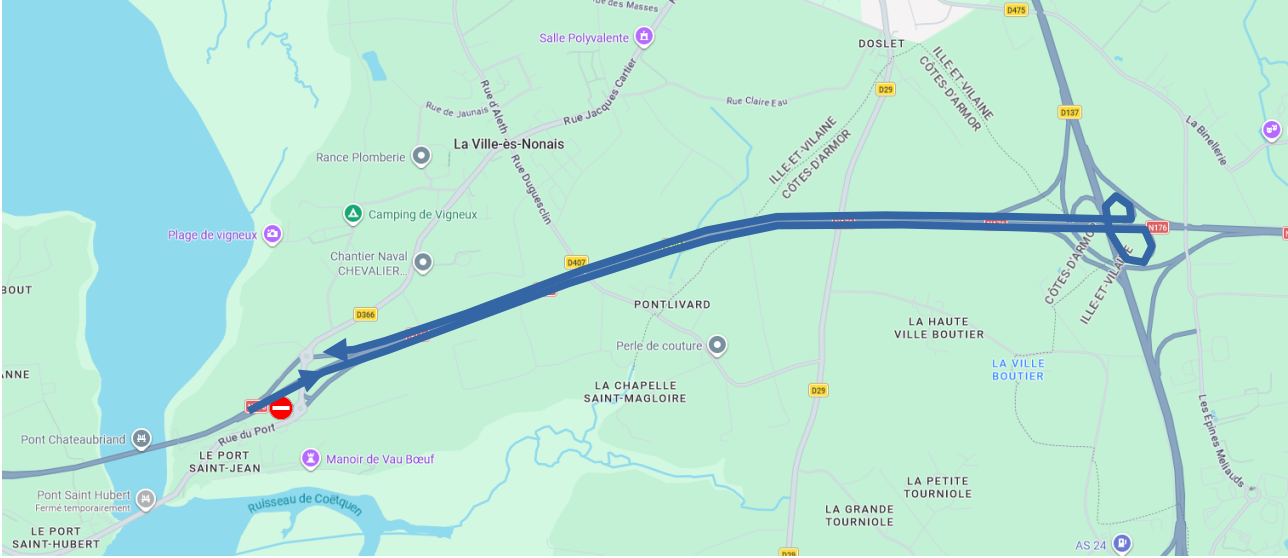 Rue des Masses
D475
Salle Polyvalente
DOSLET
ILLE-ET-VILAINE
CÔTES-D'ARMOR
D29
Rue d'Aleth
Rue Jacques Cartier
Rue de Jaunais
Rue Claire Eau
D137
La Binellerie
La Ville-ès-Nonais
Rance Plomberie
ILLE-ET-VILAINE
CÔTES-D'ARMOR
Rue Duguesclin
Camping de Vigneux
Plage de vigneux
N176
Chantier Naval
CHEVALIER...
D407
CÔTES-D'ARMOR
ILLE-ET-VILAINE
BOUT
PONTLIVARD
D366
LA HAUTE
VILLE BOUTIER
Perle de couture
LA VILLE
BOUTIER
ANNE
LA CHAPELLE
SAINT-MAGLOIRE
D29
Les Épines Meliauds
Rue du Port
Pont Chateaubriand
LE PORT
SAINT-JEAN
Manoir de Vau Bœuf
LA PETITE
TOURNIOLE
Pont Saint Hubert
Fermé temporairement
Ruisseau de Coëtquen
LA GRANDE
TOURNIOLE
LE PORT
SAINT-HUBERT
AS 24
D29